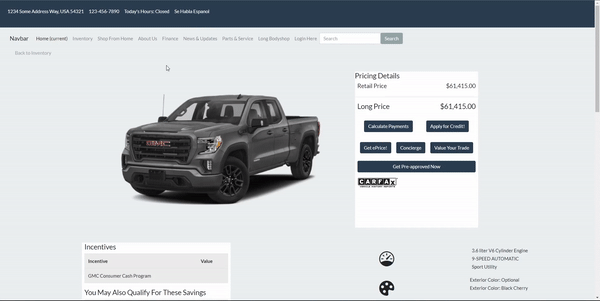 1234 Some Address Way, USA 54321 123-456-7890 Today's Hours: Closed Se Habla Espanol
Navbar Home (current) Inventory Shop From Home About Us Finance News & Updates Parts & Service Long Bodyshop Login Here Search Search
Back to Inventory
Pricing Details
Retail Price $61,415.00
Long Price $61,415.00
Calculate Payments Apply for Credit!
Get ePrice! Concierge Value Your Trade
Get Pre-approved Now
CARFAX
GMC
Incentives
Incentive Value
GMC Consumer Cash Program
You May Also Qualify For These Savings
3.6 liter V6 Cylinder Engine
9-SPEED AUTOMATIC
Sport Utility
Exterior Color: Optional
Exterior Color: Black Cherry